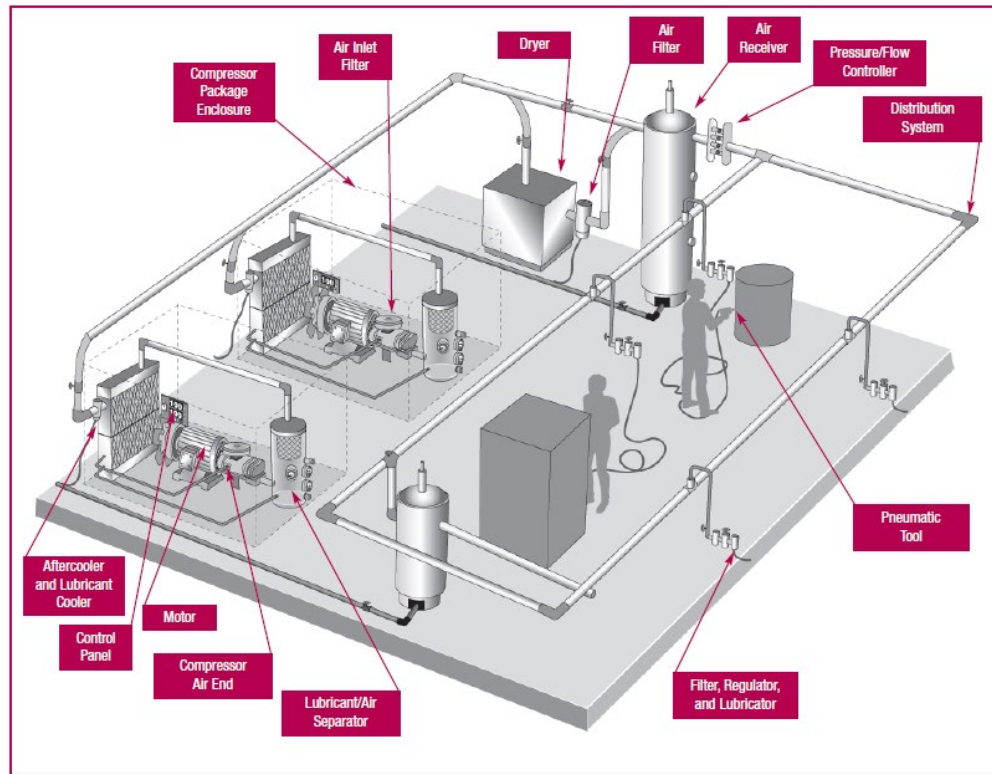 Air Inlet
Filter
Dryer
Air
Filter
Air
Receiver
Pressure/Flow
Controller
Compressor
Package
Enclosure
Distribution
System
Aftercooler
and Lubricant
Cooler
Motor
Control
Panel
Compressor
Air End
Lubricant/Air
Separator
Pneumatic
Tool
Filter, Regulator,
and Lubricator